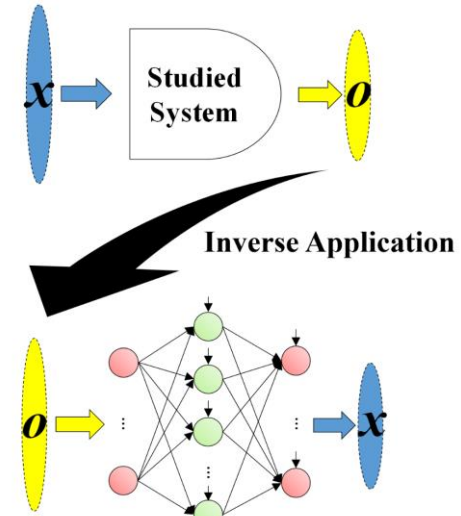 x
Studied
System
o
Inverse Application
o
...
...
...
x